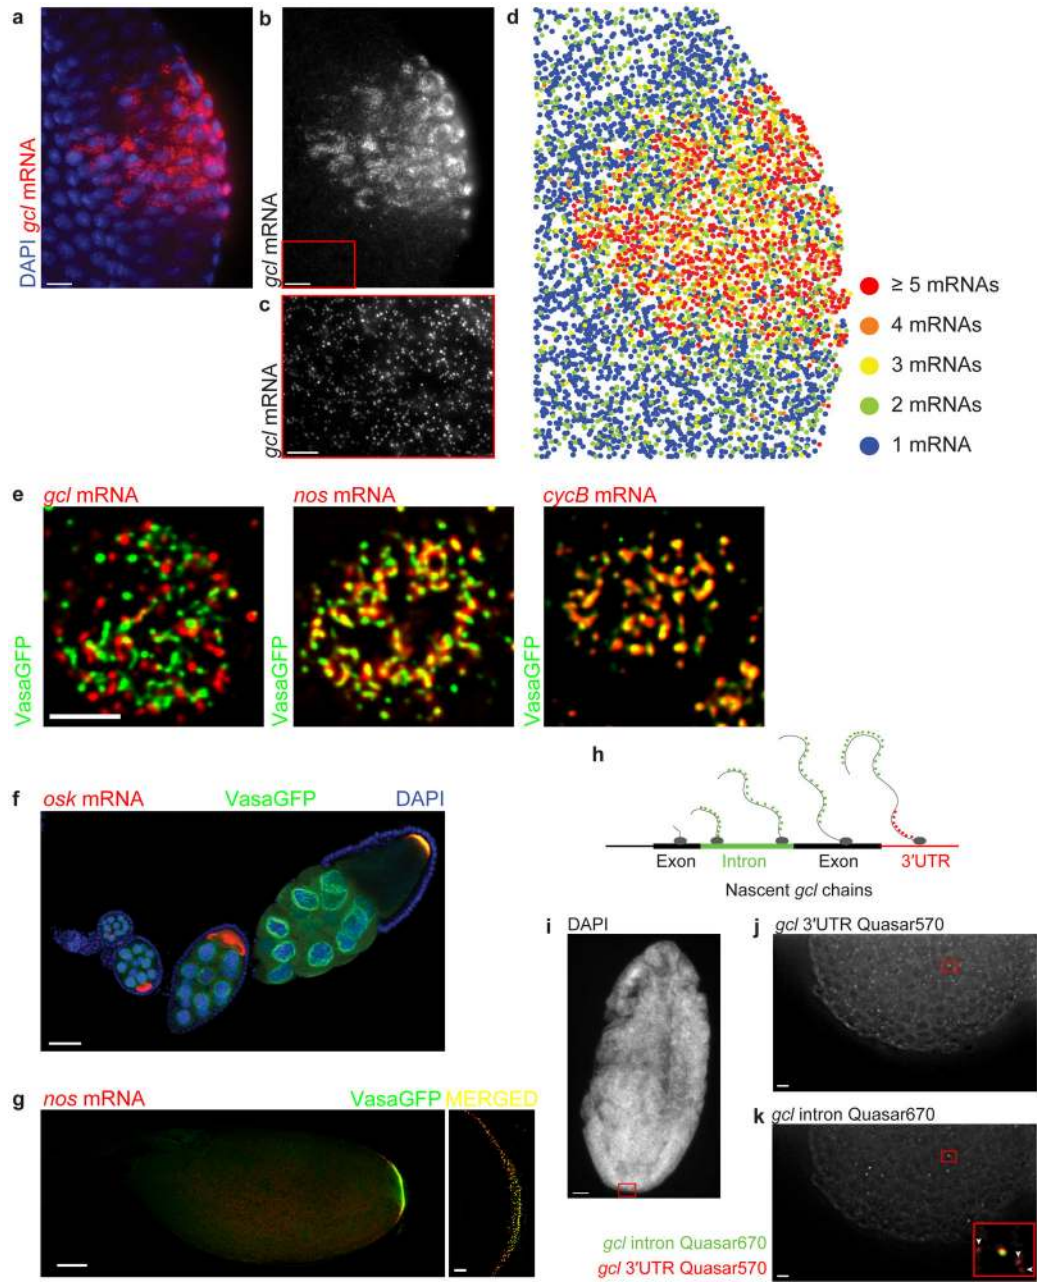 a
b
d
DAPI gcl mRNA
gcl mRNA
c
gcl mRNA
≥ 5 mRNAs
4 mRNAs
3 mRNAs
2 mRNAs
1 mRNA
e
gcl mRNA
nos mRNA
cycB mRNA
VasaGFP
VasaGFP
VasaGFP
h
Exon
Intron
Exon
3'UTR
Nascent gcl chains
f
osk mRNA
VasaGFP
DAPI
g
nos mRNA
VasaGFP
MERGED
i
DAPI
j
gcl 3'UTR Quasar570
k
gcl intron Quasar670
gcl intron Quasar670
gcl 3'UTR Quasar570